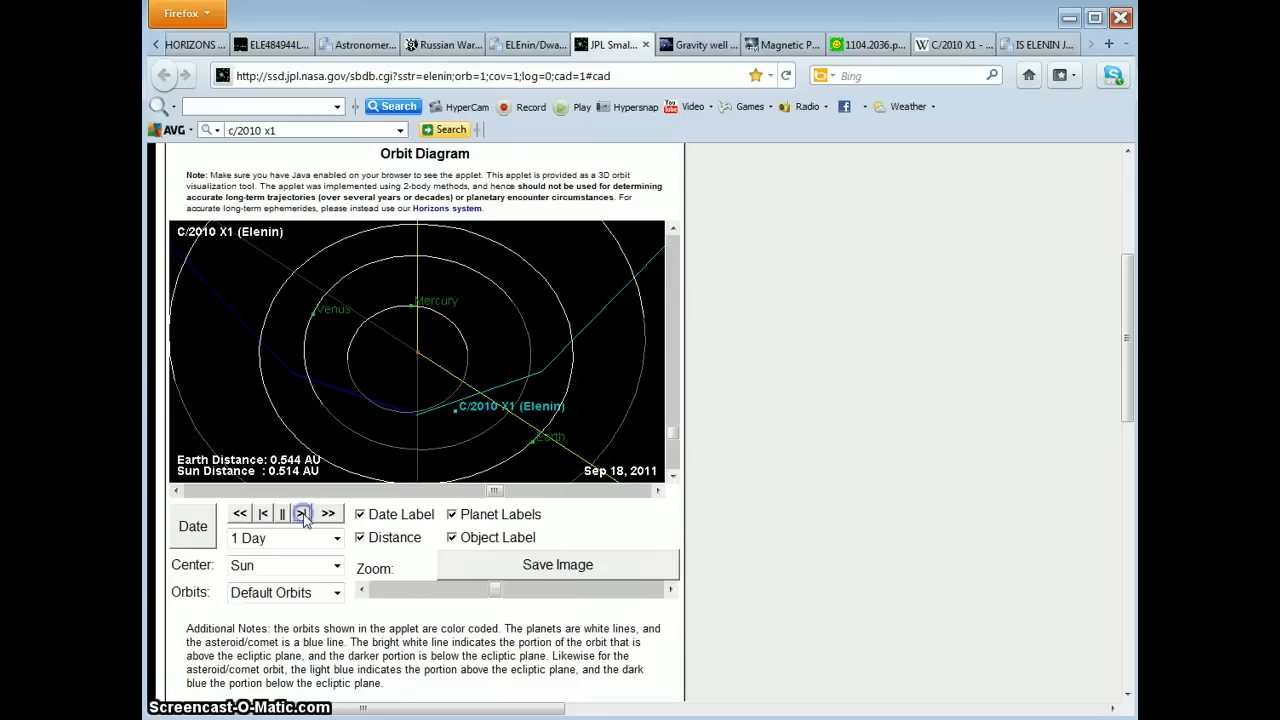 Firefox
HORIZONS ...
ELE484944L...
Astronomer...
Russian War...
ELEnin/Dwa...
JPL Smal...
Gravity well ...
Magnetic P...
1104.2036.p...
C/2010 X1 - ...
IS ELENIN J...
http://ssd.jpl.nasa.gov/sbdb.cgi?sstr=elenin;orb=1;cov=1;log=0;cad=1#cad
Bing
Search
HyperCam
Record
Play
Hypersnap
Video
Games
Radio
Weather
AVG
c/2010 x1
Search
Orbit Diagram
Note: Make sure you have Java enabled on your browser to see the applet. This applet is provided as a 3D orbit
visualization tool. The applet was implemented using 2-body methods, and hence should not be used for determining
accurate long-term trajectories (over several years or decades) or planetary encounter circumstances. For
accurate long-term ephemerides, please instead use our Horizons system.
C/2010 X1 (Elenin)
Mercury
Venus
C/2010 X1 (Elenin)
Earth
Earth Distance: 0.544 AU
Sun Distance : 0.514 AU
Sep 18, 2011
Date
<< |< || >| >>
Date Label
Planet Labels
1 Day
Distance
Object Label
Center:
Sun
Zoom:
Save Image
Orbits:
Default Orbits
Additional Notes: the orbits shown in the applet are color coded. The planets are white lines, and
the asteroid/comet is a blue line. The bright white line indicates the portion of the orbit that is
above the ecliptic plane, and the darker portion is below the ecliptic plane. Likewise for the
asteroid/comet orbit, the light blue indicates the portion above the ecliptic plane, and the dark
blue the portion below the ecliptic plane.
Screencast-O-Matic.com